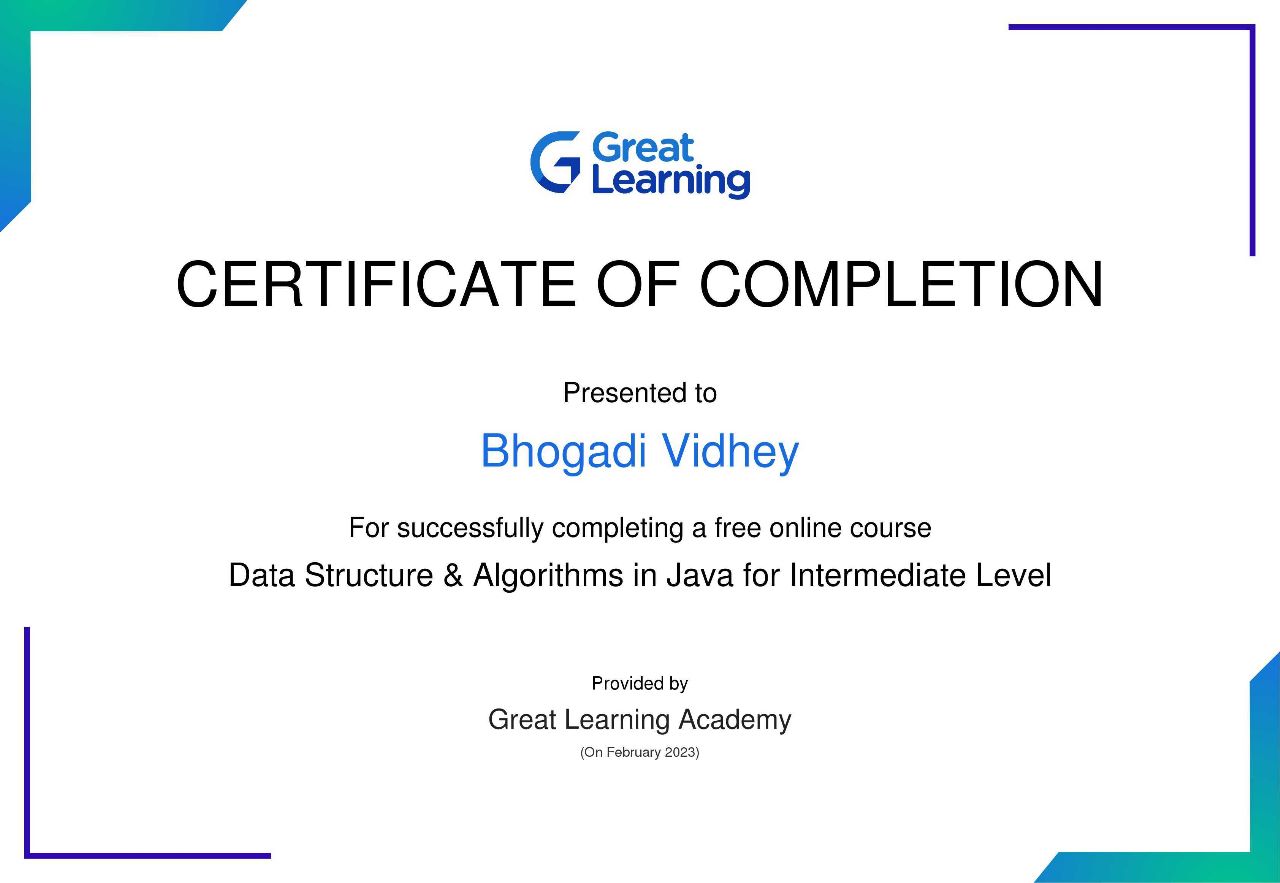 Great
Learning
CERTIFICATE OF COMPLETION
Presented to
Bhogadi Vidhey
For successfully completing a free online course
Data Structure & Algorithms in Java for Intermediate Level
Provided by
Great Learning Academy
(On February 2023)